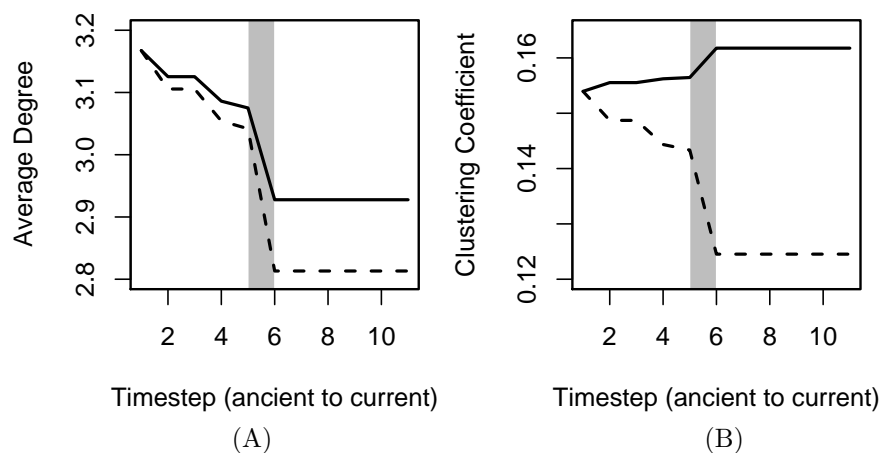 Average Degree
3.2
3.1
3.0
2.9
2.8
2 4 6 8 10
Timestep (ancient to current)
(A)
Clustering Coefficient
0.16
0.14
0.12
2 4 6 8 10
Timestep (ancient to current)
(B)